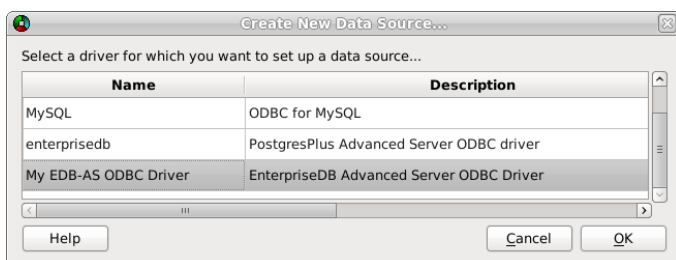 Create New Data Source...
Select a driver for which you want to set up a data source...
Name Description
MySQL ODBC for MySQL
enterprisedb PostgresPlus Advanced Server ODBC driver
My EDB-AS ODBC Driver EnterpriseDB Advanced Server ODBC Driver
Help Cancel OK